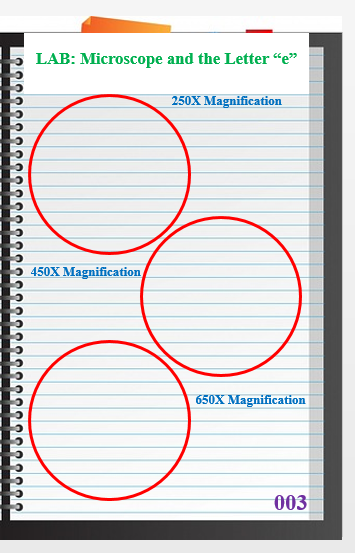 LAB: Microscope and the Letter “e”
250X Magnification
450X Magnification
650X Magnification
003